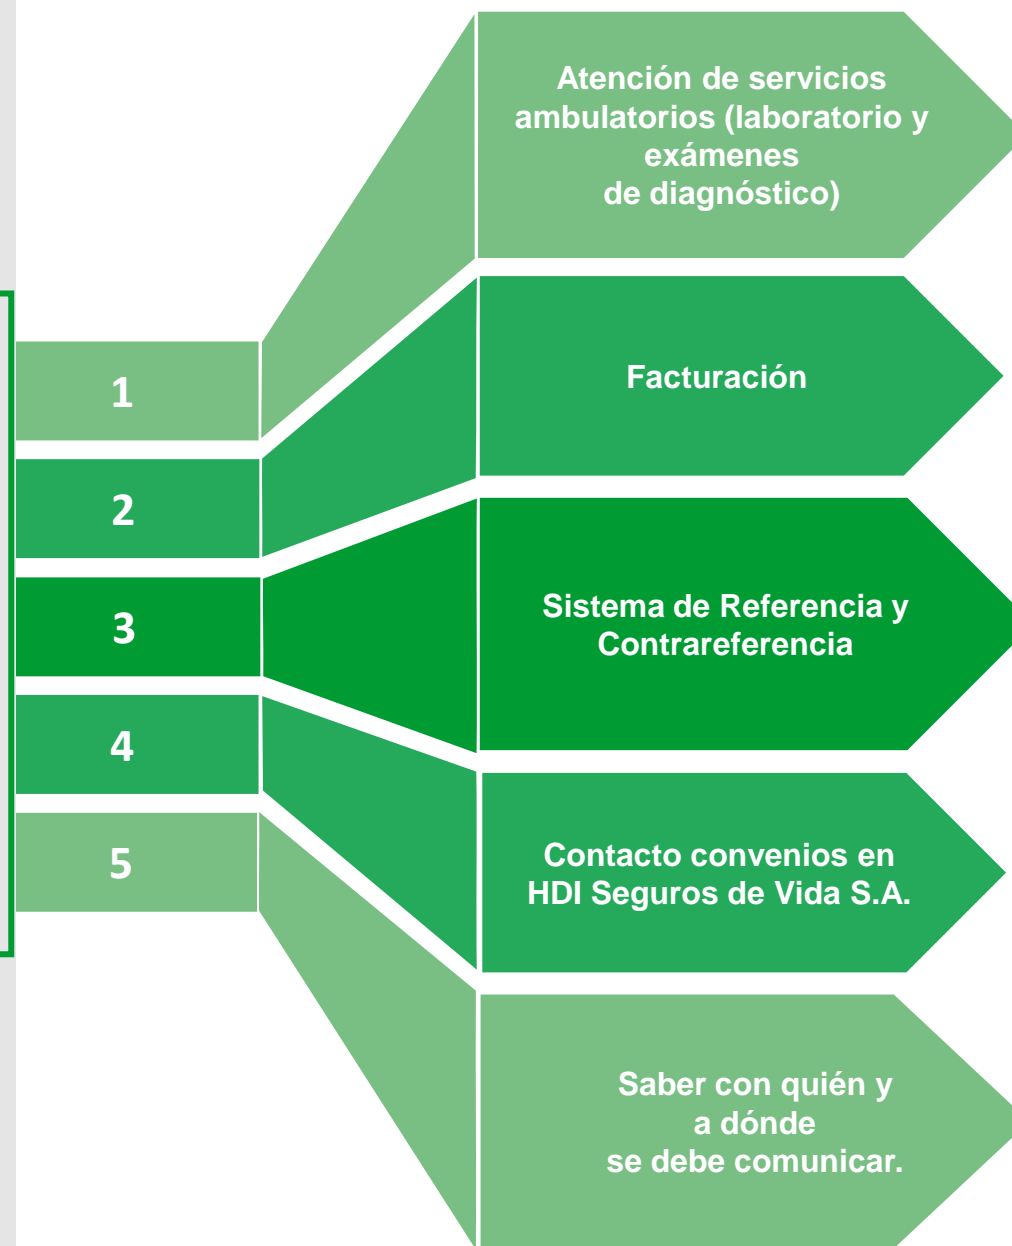 1
Atención de servicios
ambulatorios (laboratorio y
exámenes
de diagnóstico)
2
Facturación
3
Sistema de Referencia y
Contrareferencia
4
Contacto convenios en
HDI Seguros de Vida S.A.
5
Saber con quién y
a dónde
se debe comunicar.